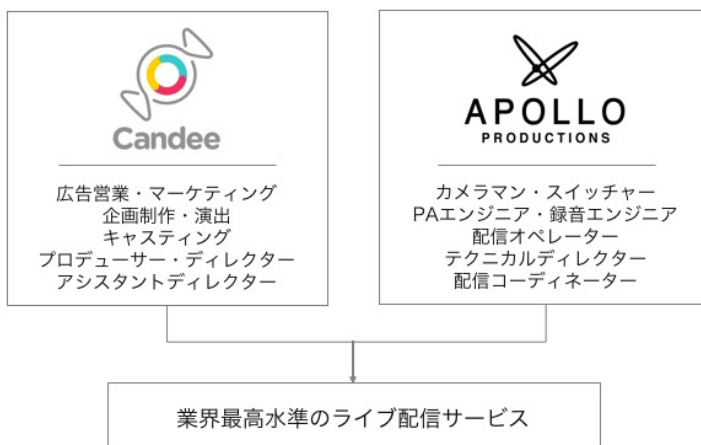 Candee
広告営業・マーケティング
企画制作・演出
キャスティング
プロデューサー・ディレクター
アシスタントディレクター
APOLLO
PRODUCTIONS
カメラマン・スイッチャー
PAエンジニア・録音エンジニア
配信オペレーター
テクニカルディレクター
配信コーディネーター
業界最高水準のライブ配信サービス